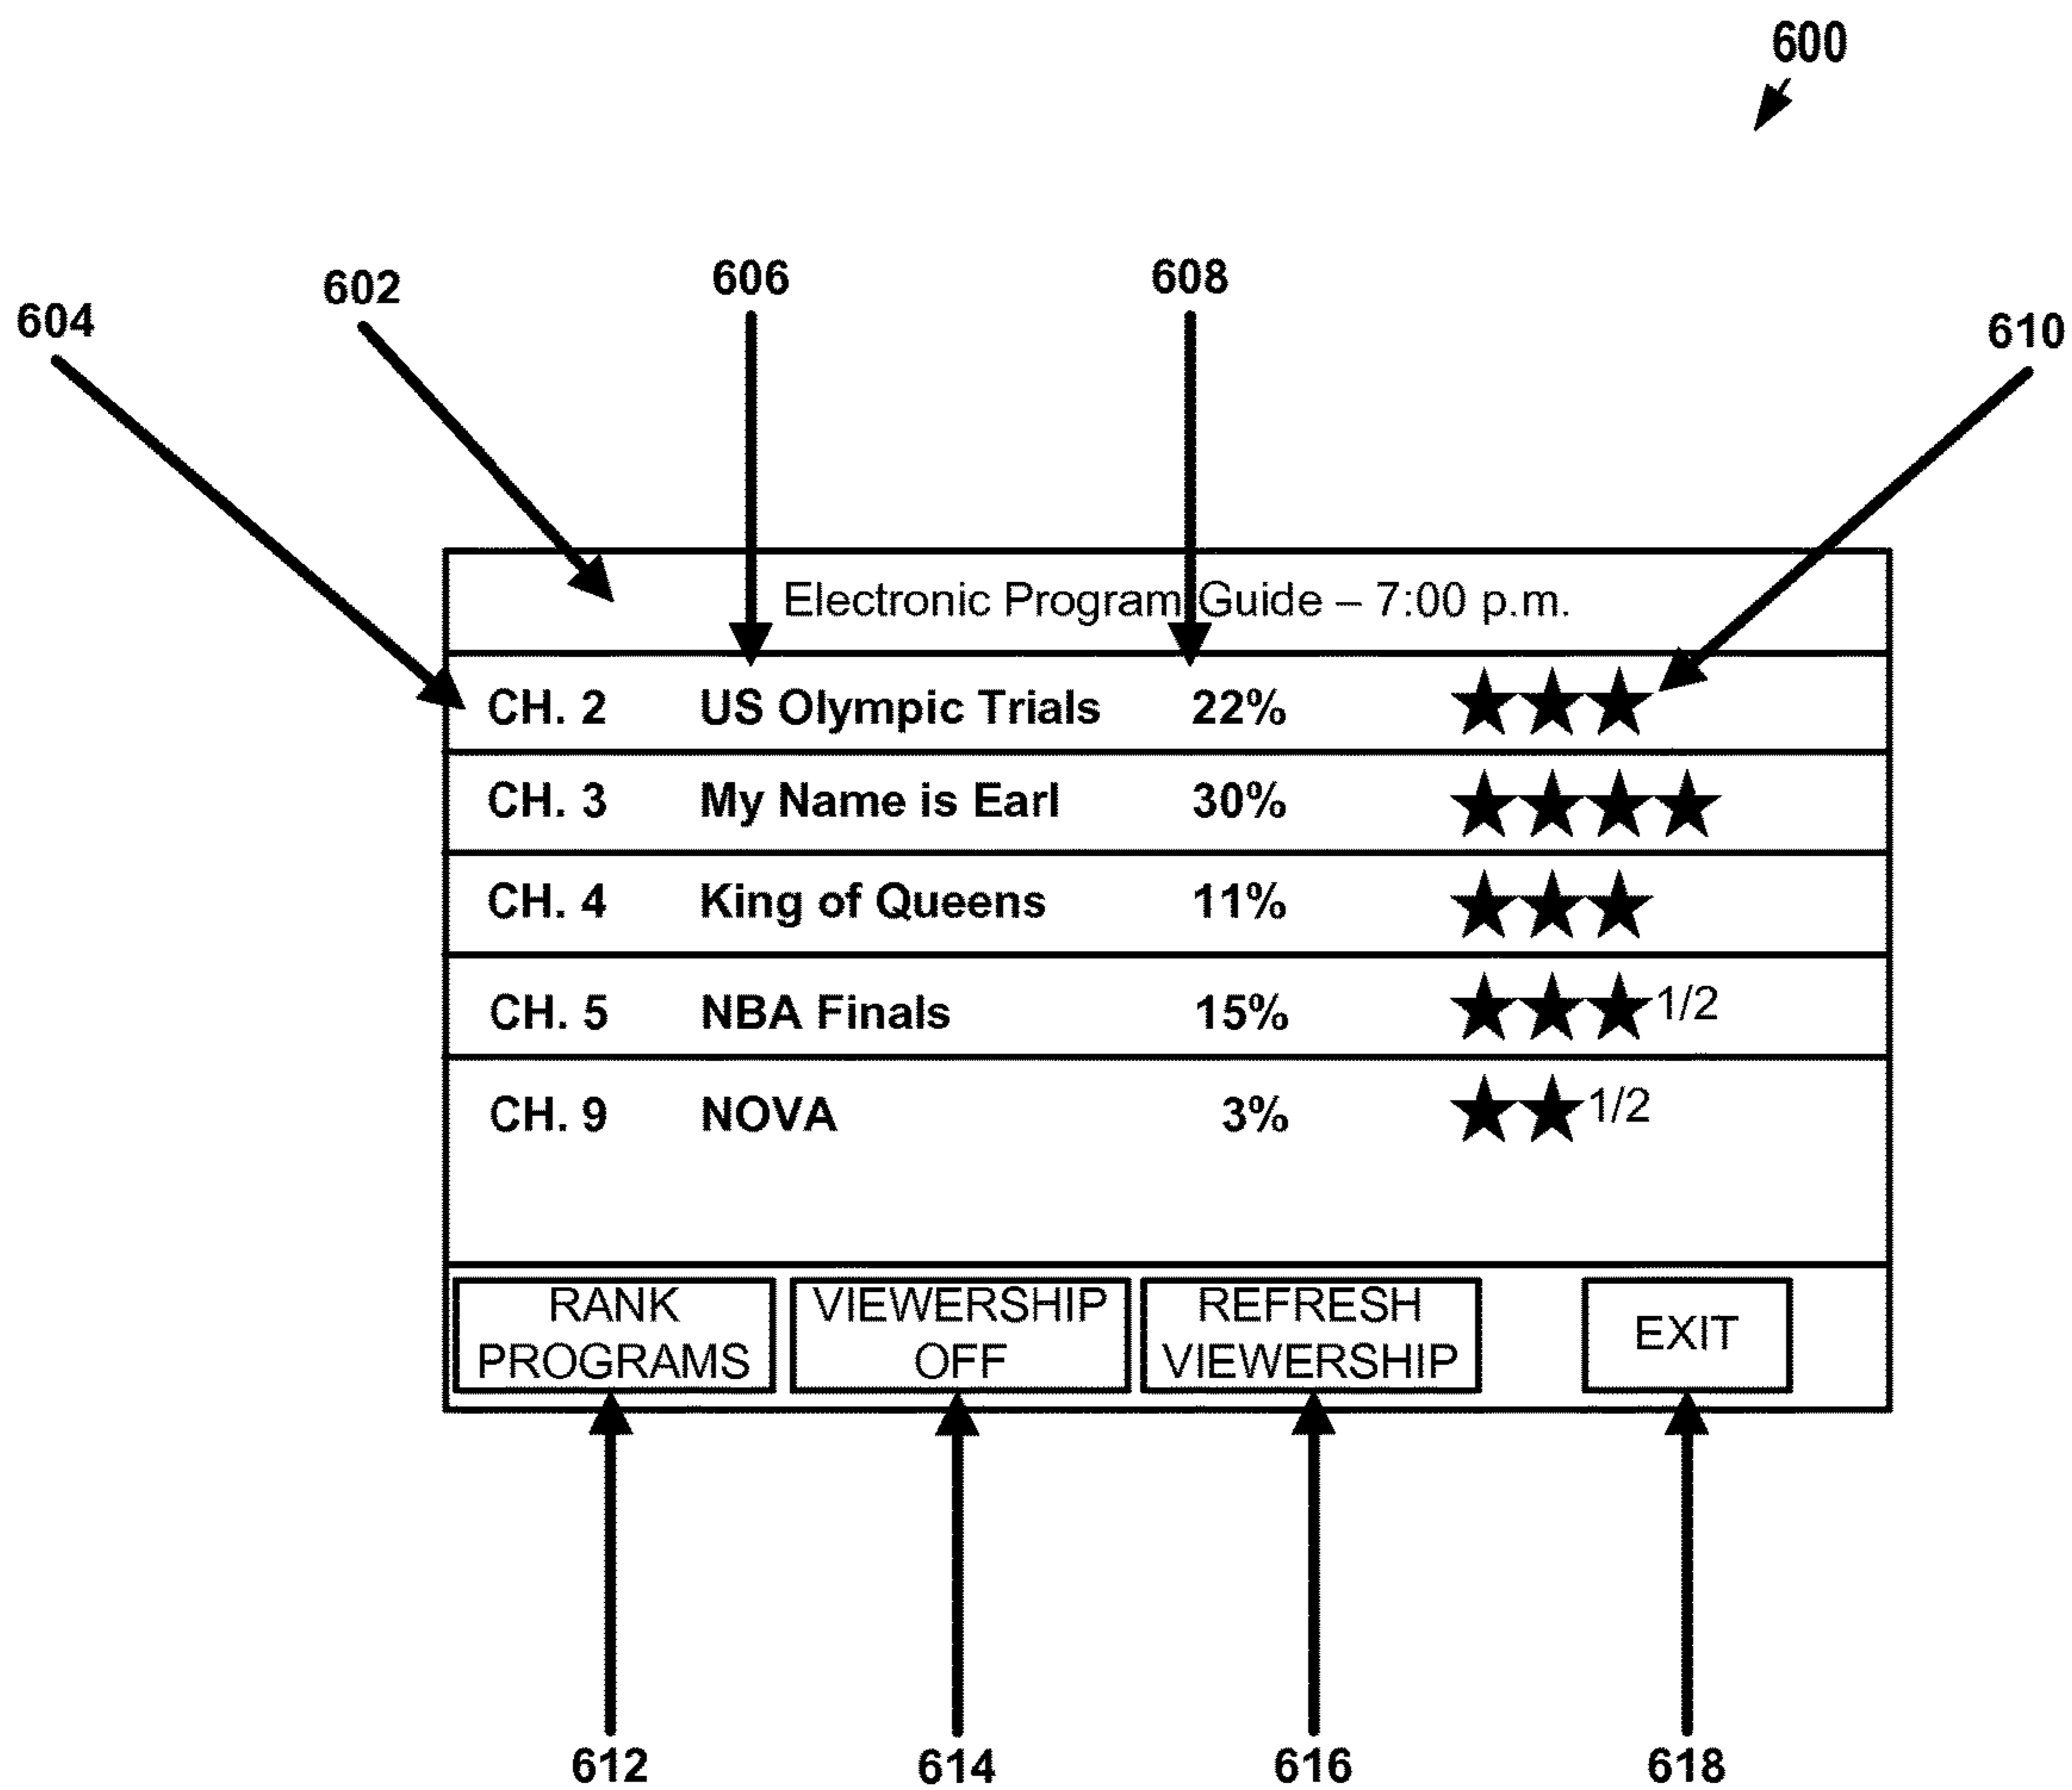 600
602 606 608
604 610
Electronic Program Guide – 7:00 p.m.
CH. 2 US Olympic Trials 22% ★★★
CH. 3 My Name is Earl 30% ★★★★
CH. 4 King of Queens 11% ★★★
CH. 5 NBA Finals 15% ★★★1/2
CH. 9 NOVA 3% ★★1/2
RANK
PROGRAMS
VIEWERSHIP
OFF
REFRESH
VIEWERSHIP
EXIT
612 614 616 618